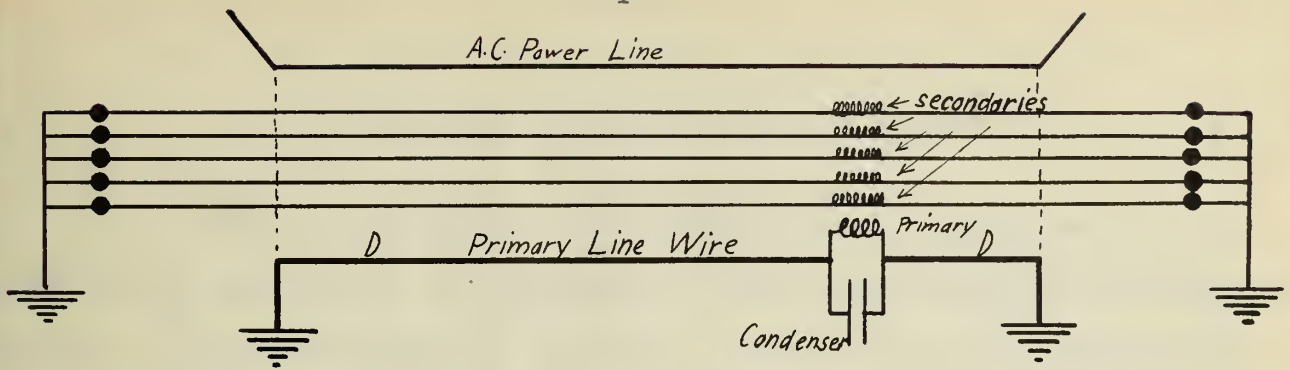 A.C. Power Line
secondaries
Primary
D Primary Line Wire D
Condenser